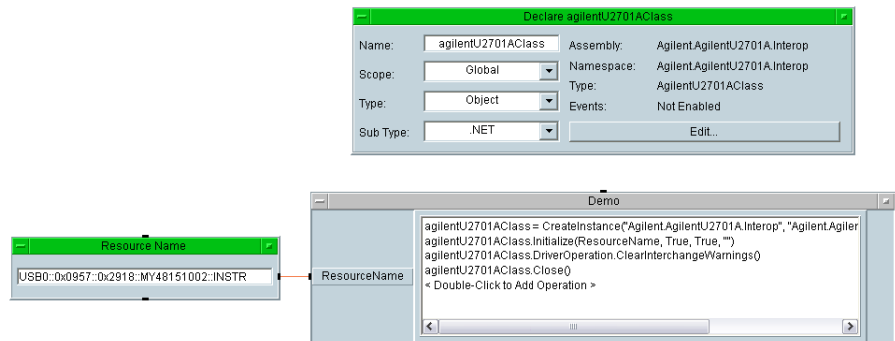 Declare agilentU2701AClass
Name: agilentU2701AClass Assembly: Agilent.AgilentU2701A.Interop
Scope: Global Namespace: Agilent.AgilentU2701A.Interop
Type: AgilentU2701AClass
Type: Object Events: Not Enabled
Sub Type: .NET Edit...
Demo
agilentU2701AClass = CreateInstance("Agilent.AgilentU2701A.Interop", "Agilent.Agiler
agilentU2701AClass.Initialize(ResourceName, True, True, "")
Resource Name
agilentU2701AClass.DriverOperation.ClearInterchangeWarnings()
agilentU2701AClass.Close()
USB0::0x0957::0x2918::MY48151002::INSTR
ResourceName
< Double-Click to Add Operation >